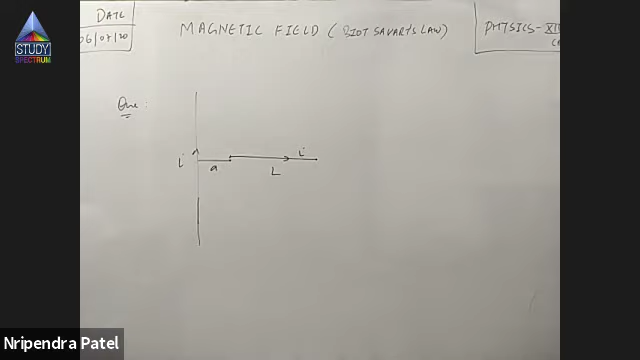 STUDY
SPECTRUM
DATE
06/07/20
MAGNETIC FIELD (BIOT SAVART'S LAW)
PHYSICS-XII
Que:
i
a
L
i
Nripendra Patel